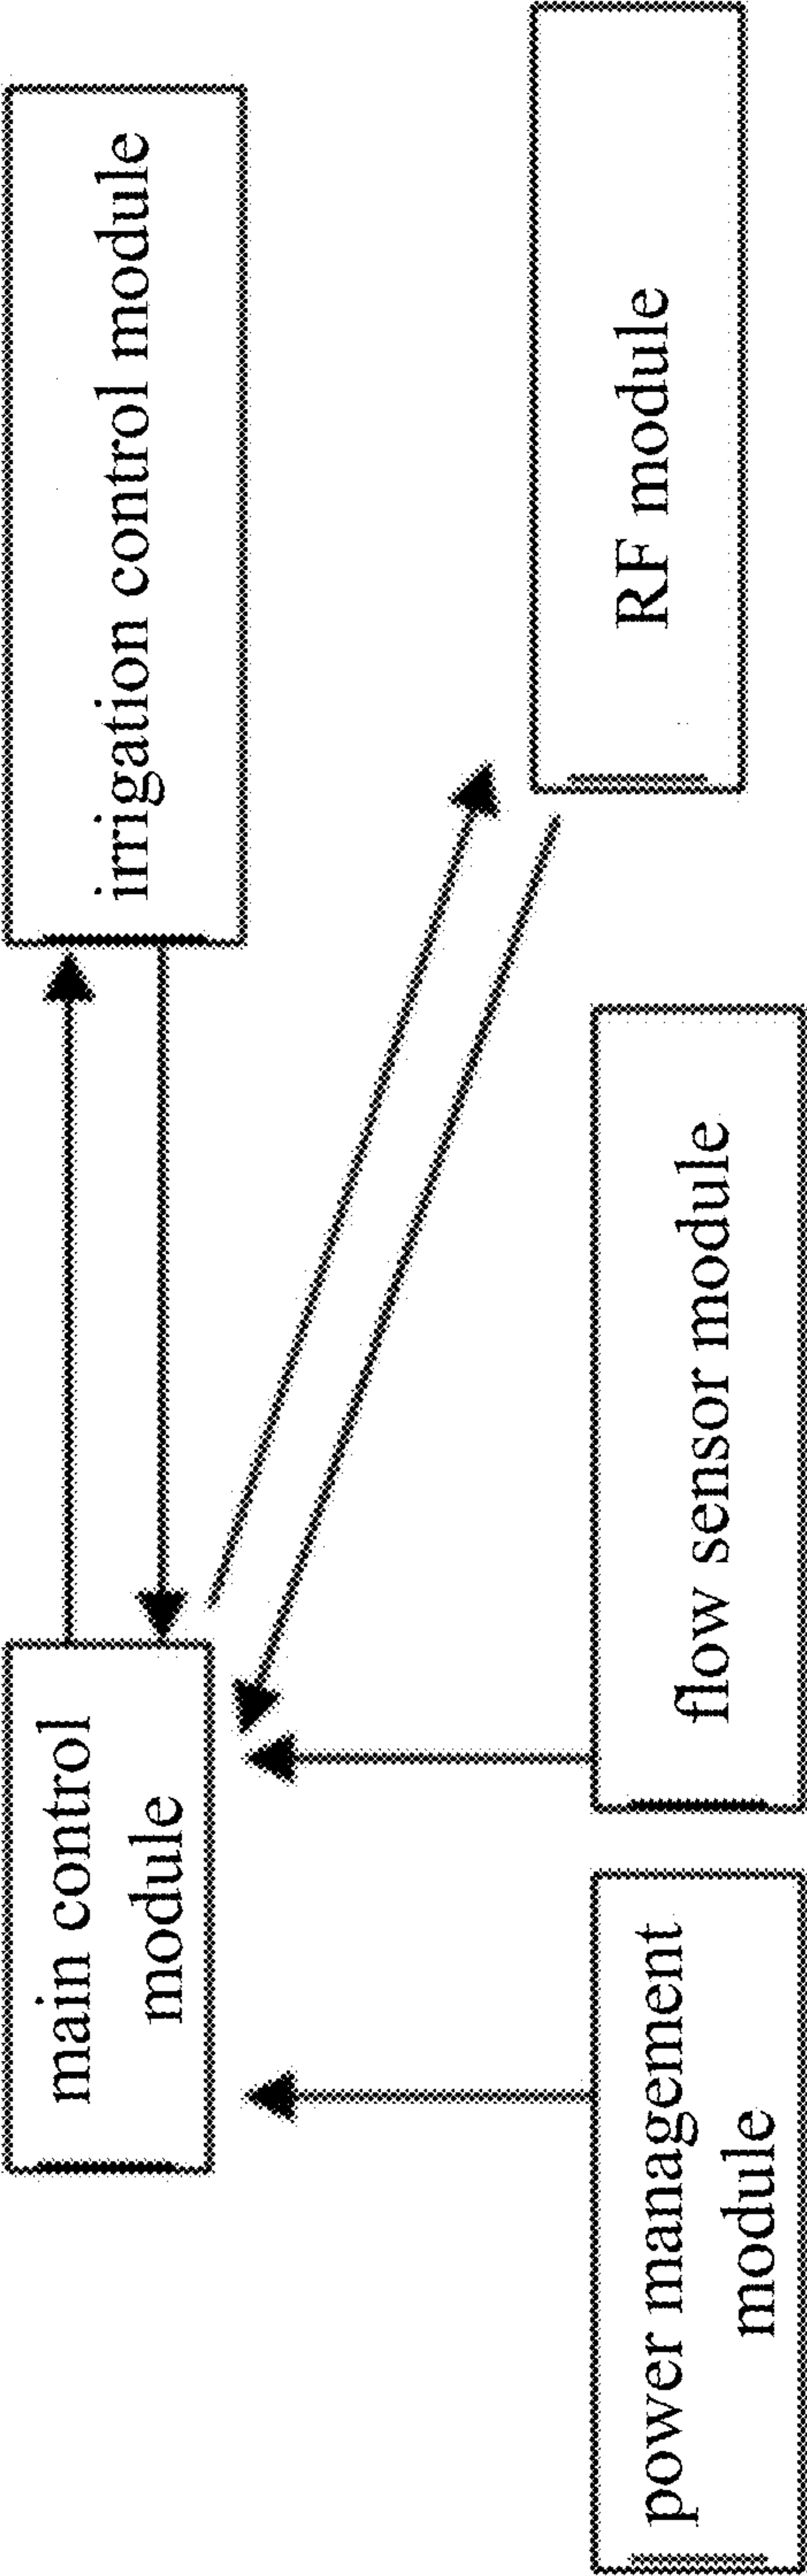 main control
module
irrigation control module
power management
module
flow sensor module
RF module